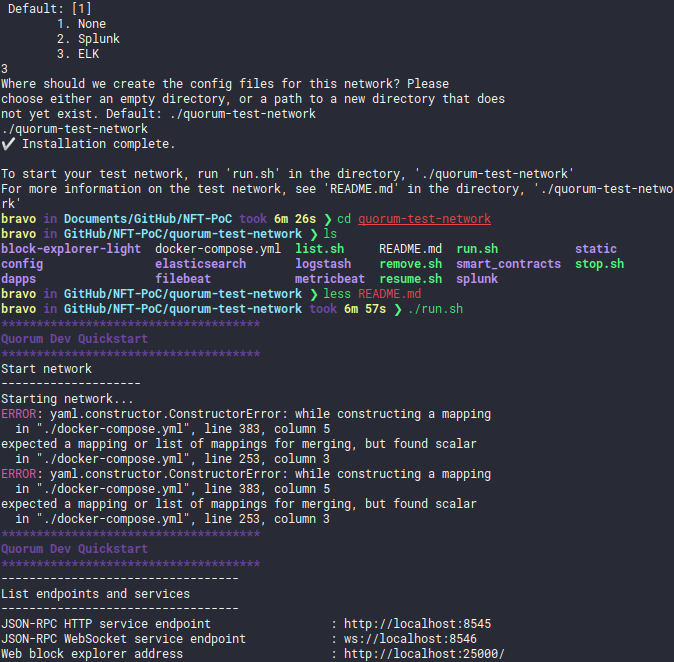 Default: [1]
1. None
2. Splunk
3. ELK
3
Where should we create the config files for this network? Please
choose either an empty directory, or a path to a new directory that does
not yet exist. Default: ./quorum-test-network
./quorum-test-network
✔ Installation complete.
To start your test network, run 'run.sh' in the directory, './quorum-test-network'
For more information on the test network, see 'README.md' in the directory, './quorum-test-netwo
rk'
bravo in Documents/GitHub/NFT-PoC took 6m 26s ❯ cd quorum-test-network
bravo in GitHub/NFT-PoC/quorum-test-network ❯ ls
block-explorer-light docker-compose.yml list.sh README.md run.sh static
config elasticsearch logstash remove.sh smart_contracts stop.sh
dapps filebeat metricbeat resume.sh splunk
bravo in GitHub/NFT-PoC/quorum-test-network ❯ less README.md
bravo in GitHub/NFT-PoC/quorum-test-network took 6m 57s ❯ ./run.sh
*************************************
Quorum Dev Quickstart
*************************************
Start network
--------------------
Starting network...
ERROR: yaml.constructor.ConstructorError: while constructing a mapping
in "./docker-compose.yml", line 383, column 5
expected a mapping or list of mappings for merging, but found scalar
in "./docker-compose.yml", line 253, column 3
ERROR: yaml.constructor.ConstructorError: while constructing a mapping
in "./docker-compose.yml", line 383, column 5
expected a mapping or list of mappings for merging, but found scalar
in "./docker-compose.yml", line 253, column 3
*************************************
Quorum Dev Quickstart
*************************************
----------------------------------
List endpoints and services
----------------------------------
JSON-RPC HTTP service endpoint : http://localhost:8545
JSON-RPC WebSocket service endpoint : ws://localhost:8546
Web block explorer address : http://localhost:25000/